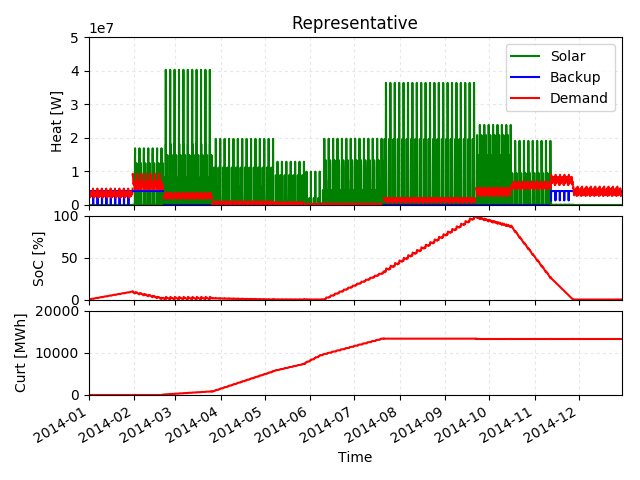 Representative
1e7
5
4
3
2
1
0
Heat [W]
Solar
Backup
Demand
100
50
0
SoC [%]
20000
10000
0
Curt [MWh]
2014-01
2014-02
2014-03
2014-04
2014-05
2014-06
2014-07
2014-08
2014-09
2014-10
2014-11
2014-12
Time